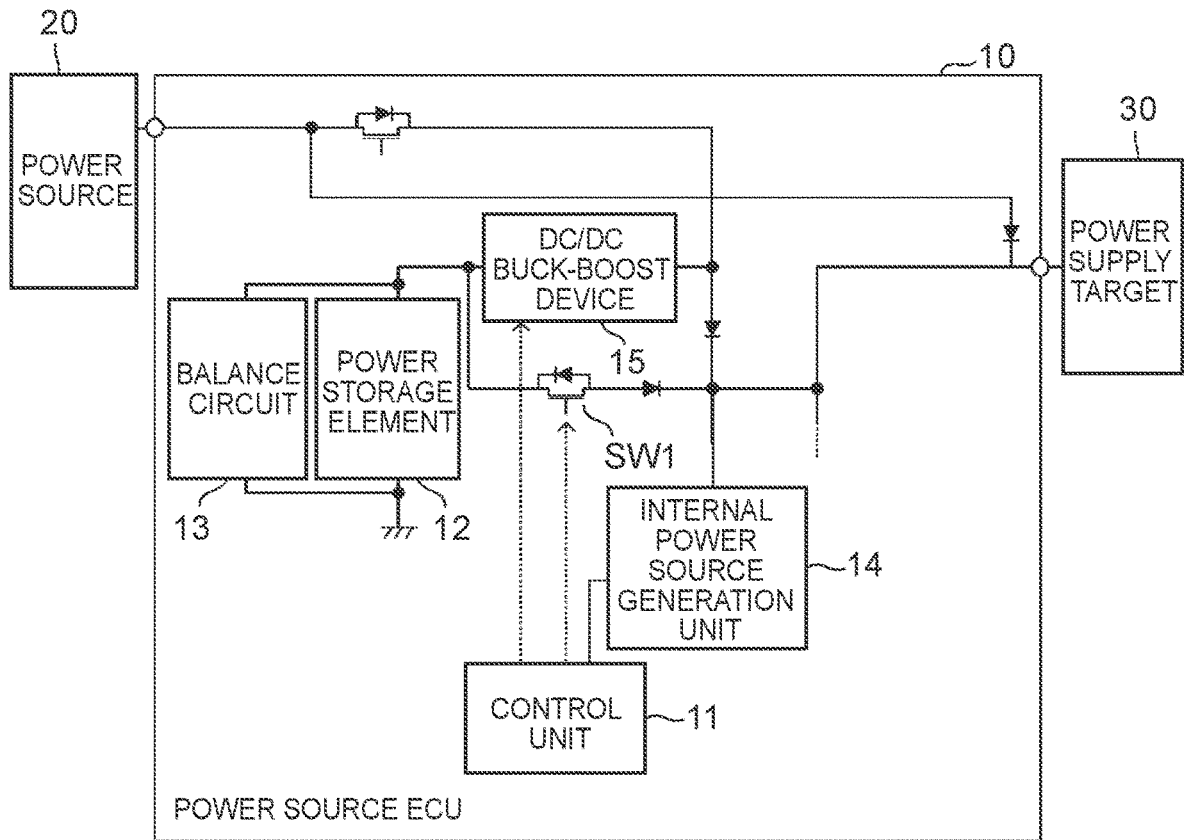 20
10
30
POWER
SOURCE
POWER
SUPPLY
TARGET
DC/DC
BUCK-BOOST
DEVICE
15
BALANCE
CIRCUIT
POWER
STORAGE
ELEMENT
SW1
13
12
INTERNAL
POWER
SOURCE
GENERATION
UNIT
14
CONTROL
UNIT
11
POWER SOURCE ECU